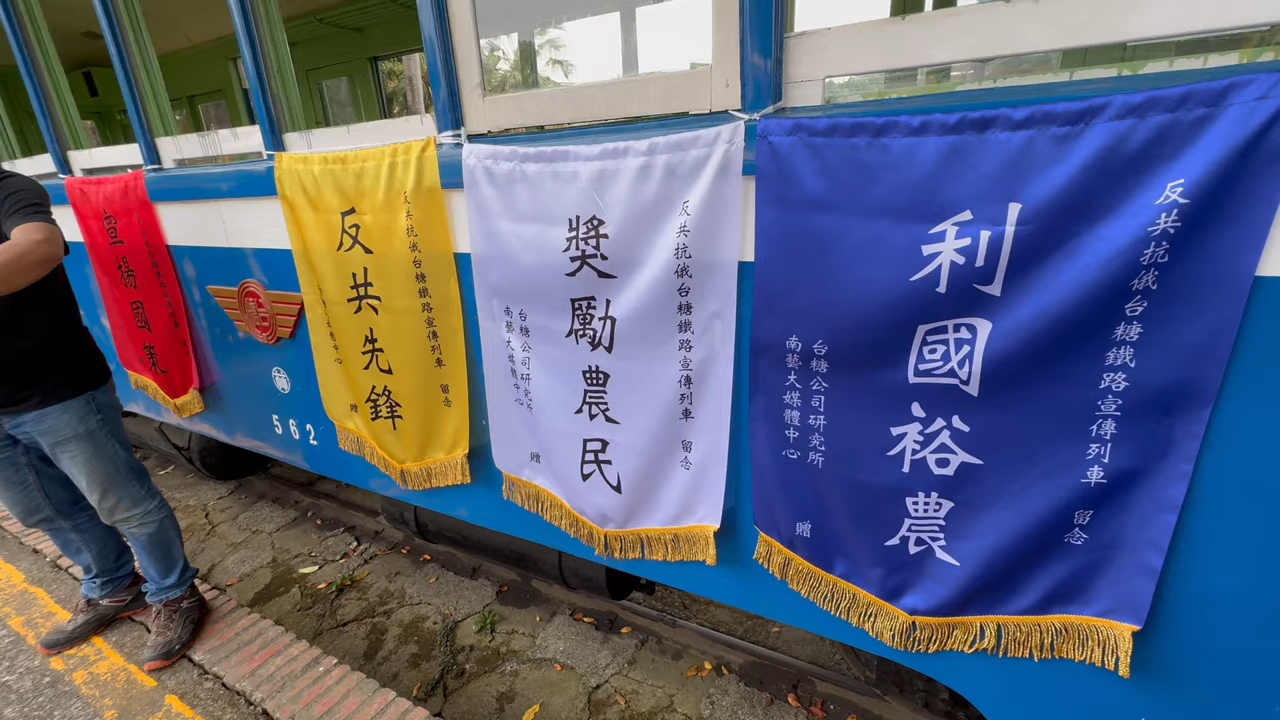 宣楊國策
反共抗俄台糖鐵路宣傳列車 留念
反共先鋒
贈
反共抗俄台糖鐵路宣傳列車 留念
獎勵農民
台糖公司研究所
南藝大媒體中心
贈
反共抗俄台糖鐵路宣傳列車 留念
利國裕農
台糖公司研究所
南藝大媒體中心
贈
562